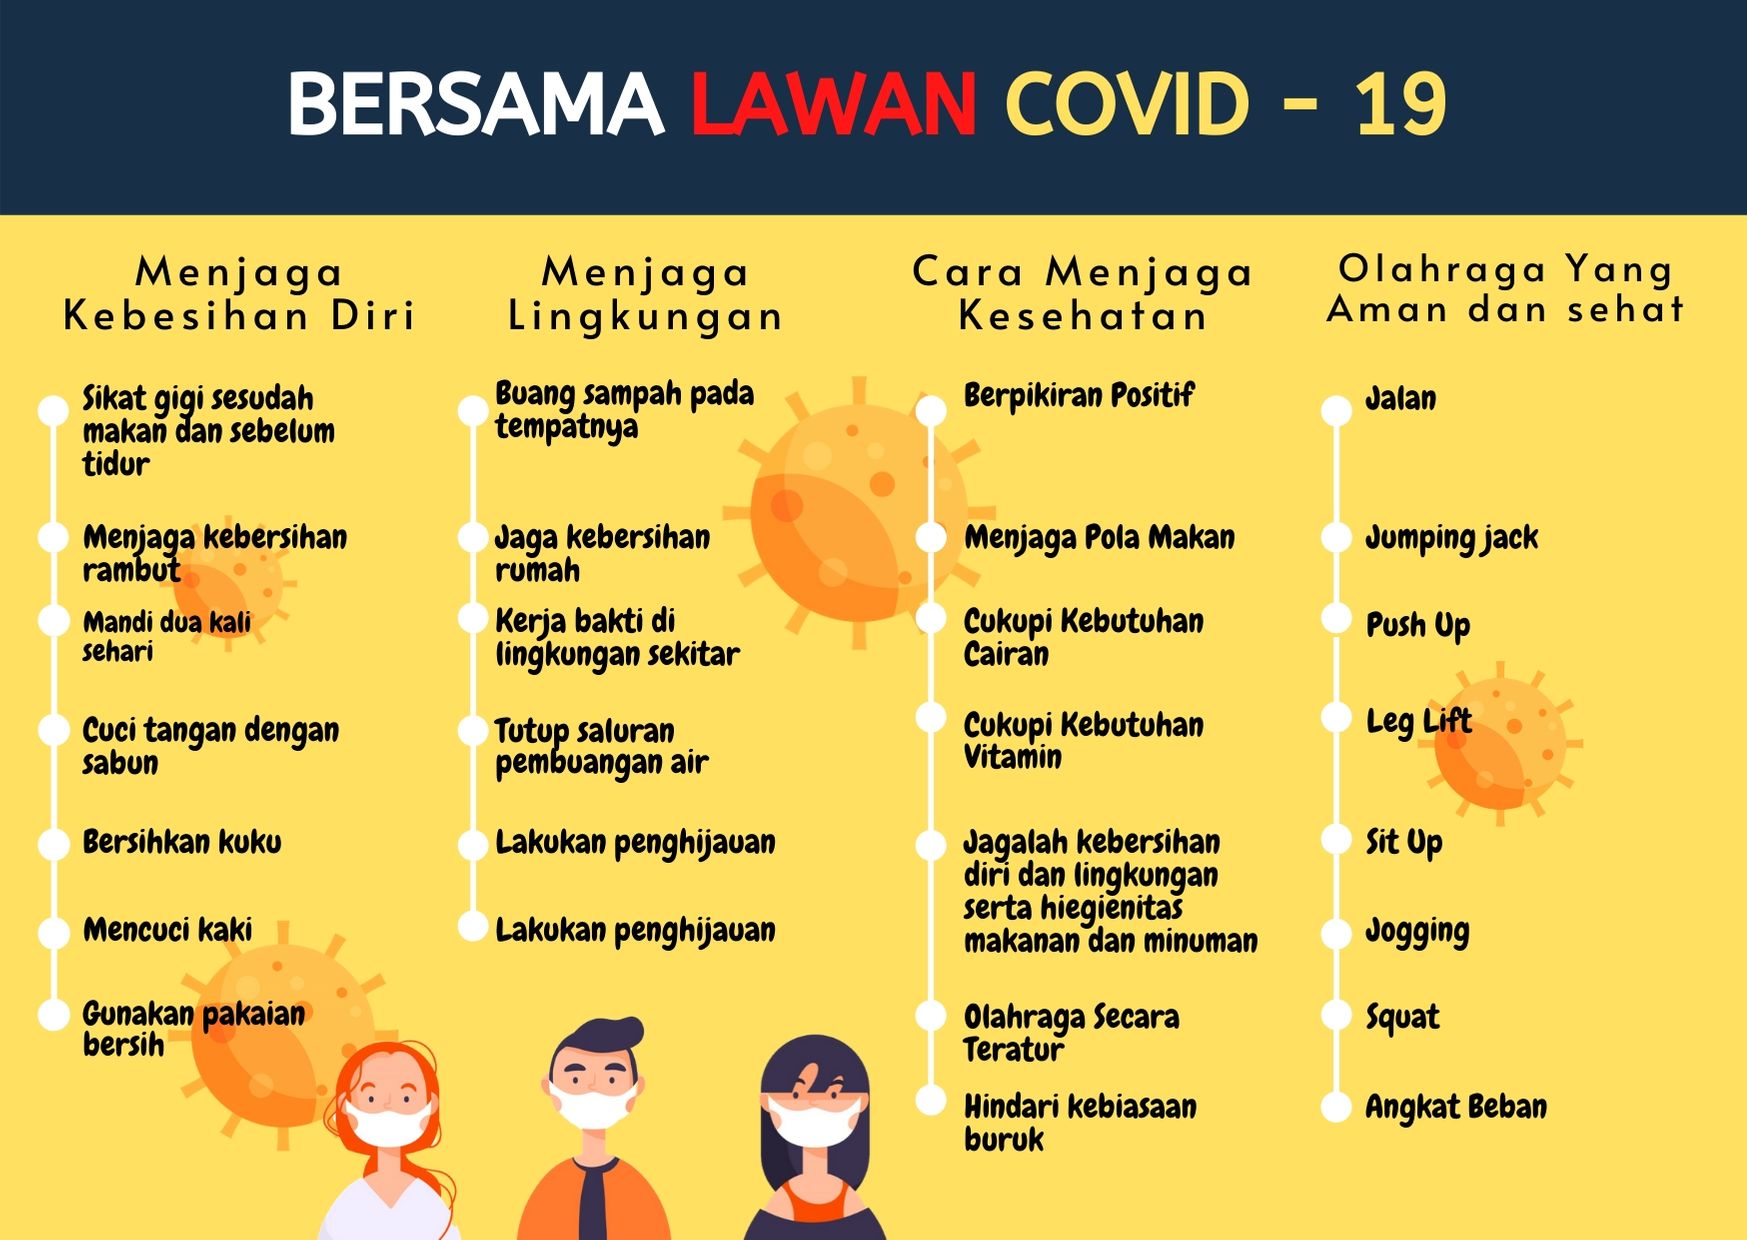 BERSAMA LAWAN COVID - 19
Menjaga
Kebesihan Diri
Sikat gigi sesudah
makan dan sebelum
tidur
Menjaga kebersihan
rambut
Mandi dua kali
sehari
Cuci tangan dengan
sabun
Bersihkan kuku
Mencuci kaki
Gunakan pakaian
bersih
Menjaga
Lingkungan
Buang sampah pada
tempatnya
Jaga kebersihan
rumah
Kerja bakti di
lingkungan sekitar
Tutup saluran
pembuangan air
Lakukan penghijauan
Lakukan penghijauan
Cara Menjaga
Kesehatan
Berpikiran Positif
Menjaga Pola Makan
Cukupi Kebutuhan
Cairan
Cukupi Kebutuhan
Vitamin
Jagalah kebersihan
diri dan lingkungan
serta hiegienitas
makanan dan minuman
Olahraga Secara
Teratur
Hindari kebiasaan
buruk
Olahraga Yang
Aman dan sehat
Jalan
Jumping jack
Push Up
Leg Lift
Sit Up
Jogging
Squat
Angkat Beban